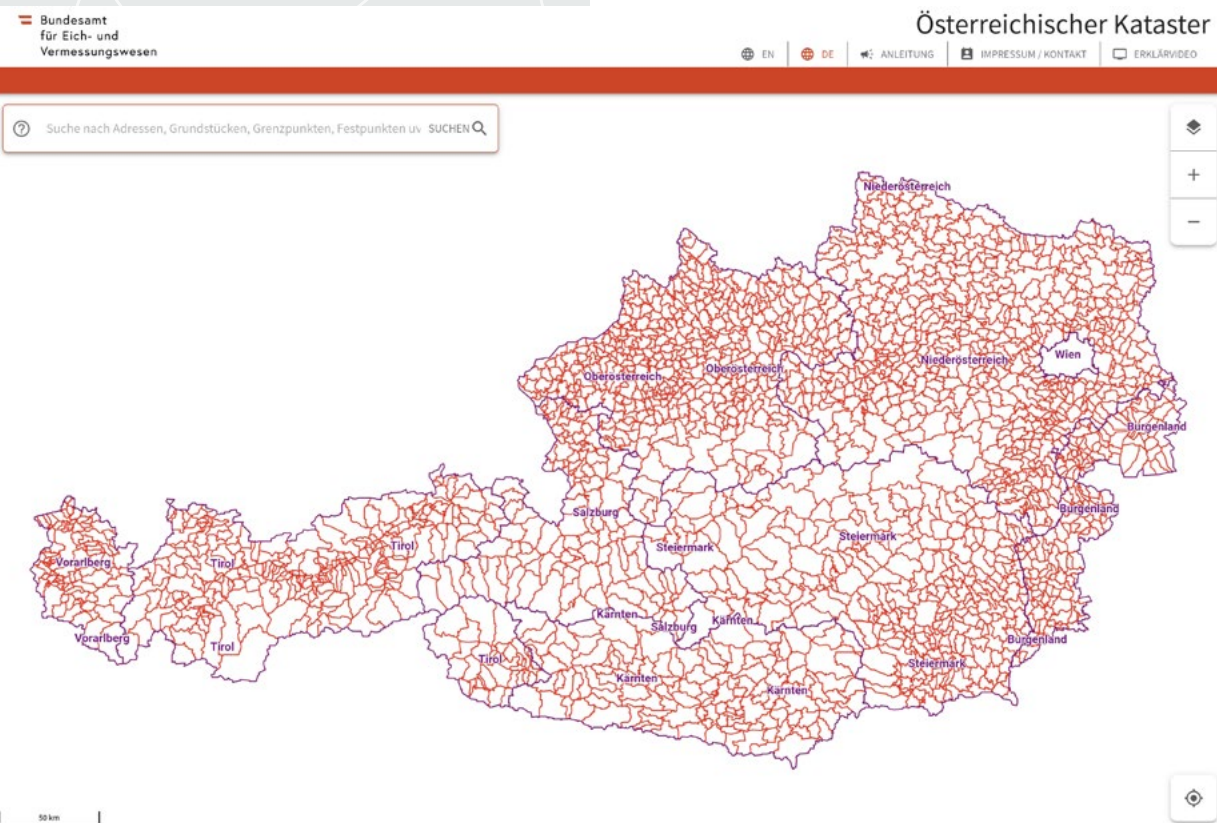 Bundesamt
für Eich- und
Vermessungswesen
Österreichischer Kataster
EN DE ANLEITUNG IMPRESSUM / KONTAKT ERKLÄRVIDEO
Suche nach Adressen, Grundstücken, Grenzpunkten, Festpunkten uv SUCHEN
Niederösterreich
Wien
Niederösterreich
Oberösterreich
Oberösterreich
Burgenland
Burgenland
Salzburg
Steiermark
Steiermark
Tirol
Vorarlberg
Tirol
Kärnten
Kärnten
Salzburg
Vorarlberg
Burgenland
Tirol
Tirol
Steiermark
Kärnten
Kärnten
50 km